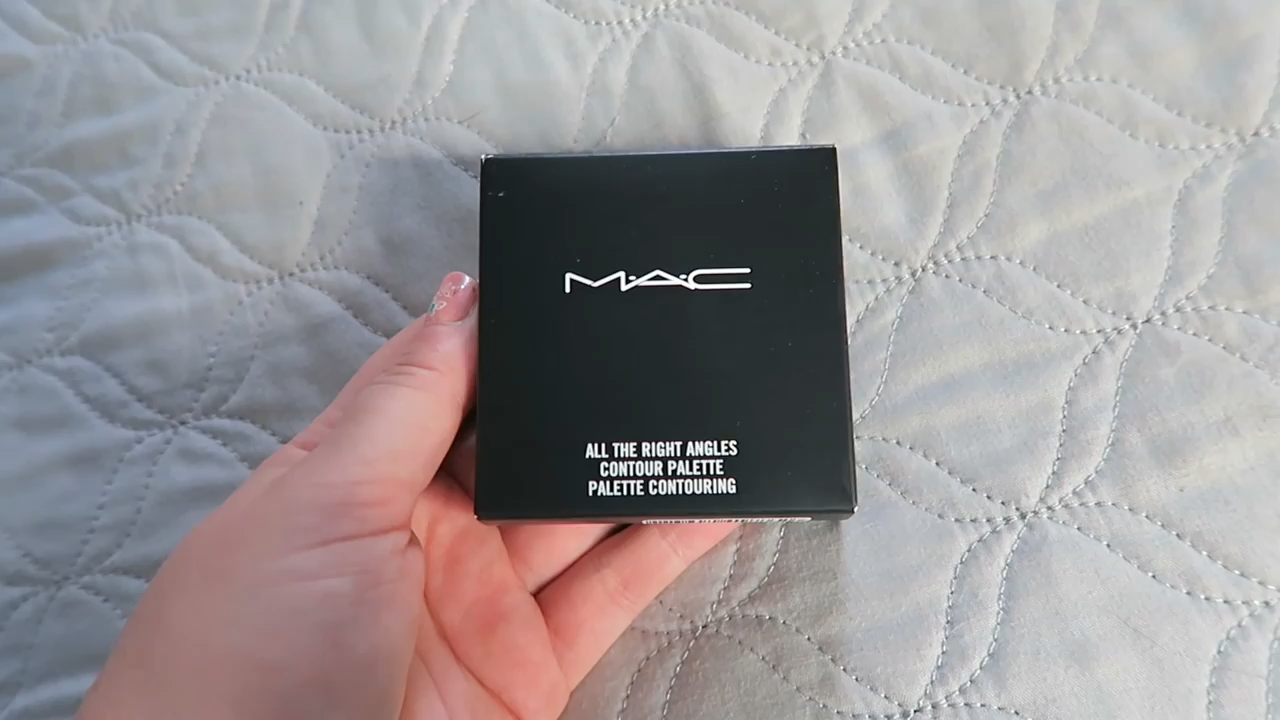 M·A·C
ALL THE RIGHT ANGLES
CONTOUR PALETTE
PALETTE CONTOURING